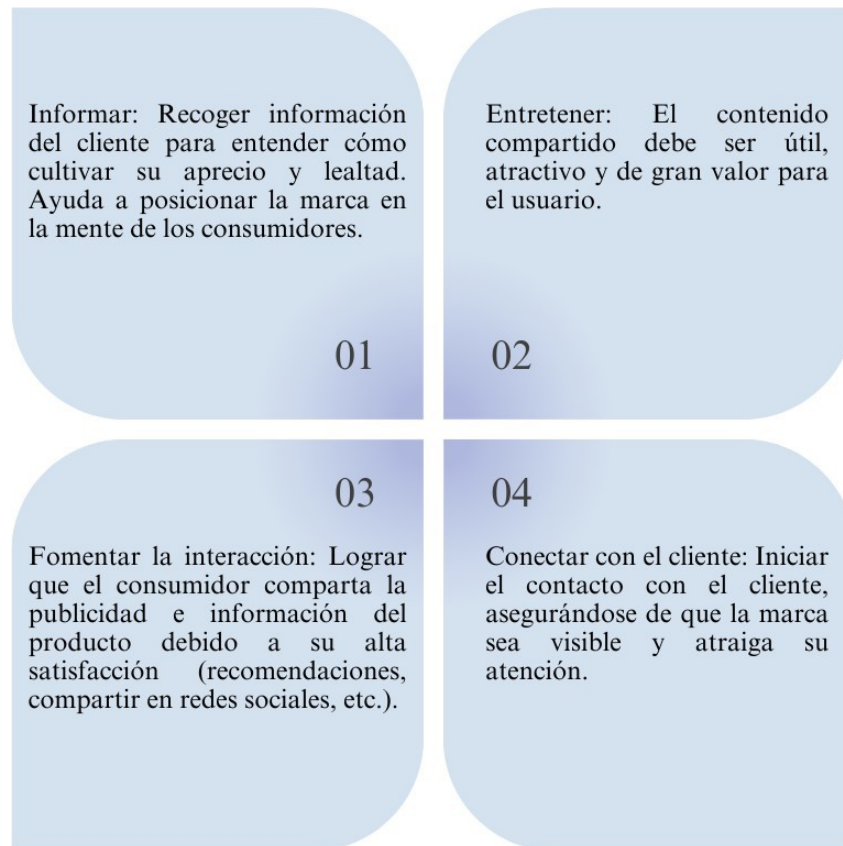 Informar: Recoger información
del cliente para entender cómo
cultivar su aprecio y lealtad.
Ayuda a posicionar la marca en
la mente de los consumidores.
01
Entretener: El contenido
compartido debe ser útil,
atractivo y de gran valor para
el usuario.
02
03
Fomentar la interacción: Lograr
que el consumidor comparta la
publicidad e información del
producto debido a su alta
satisfacción (recomendaciones,
compartir en redes sociales, etc.).
04
Conectar con el cliente: Iniciar
el contacto con el cliente,
asegurándose de que la marca
sea visible y atraiga su
atención.